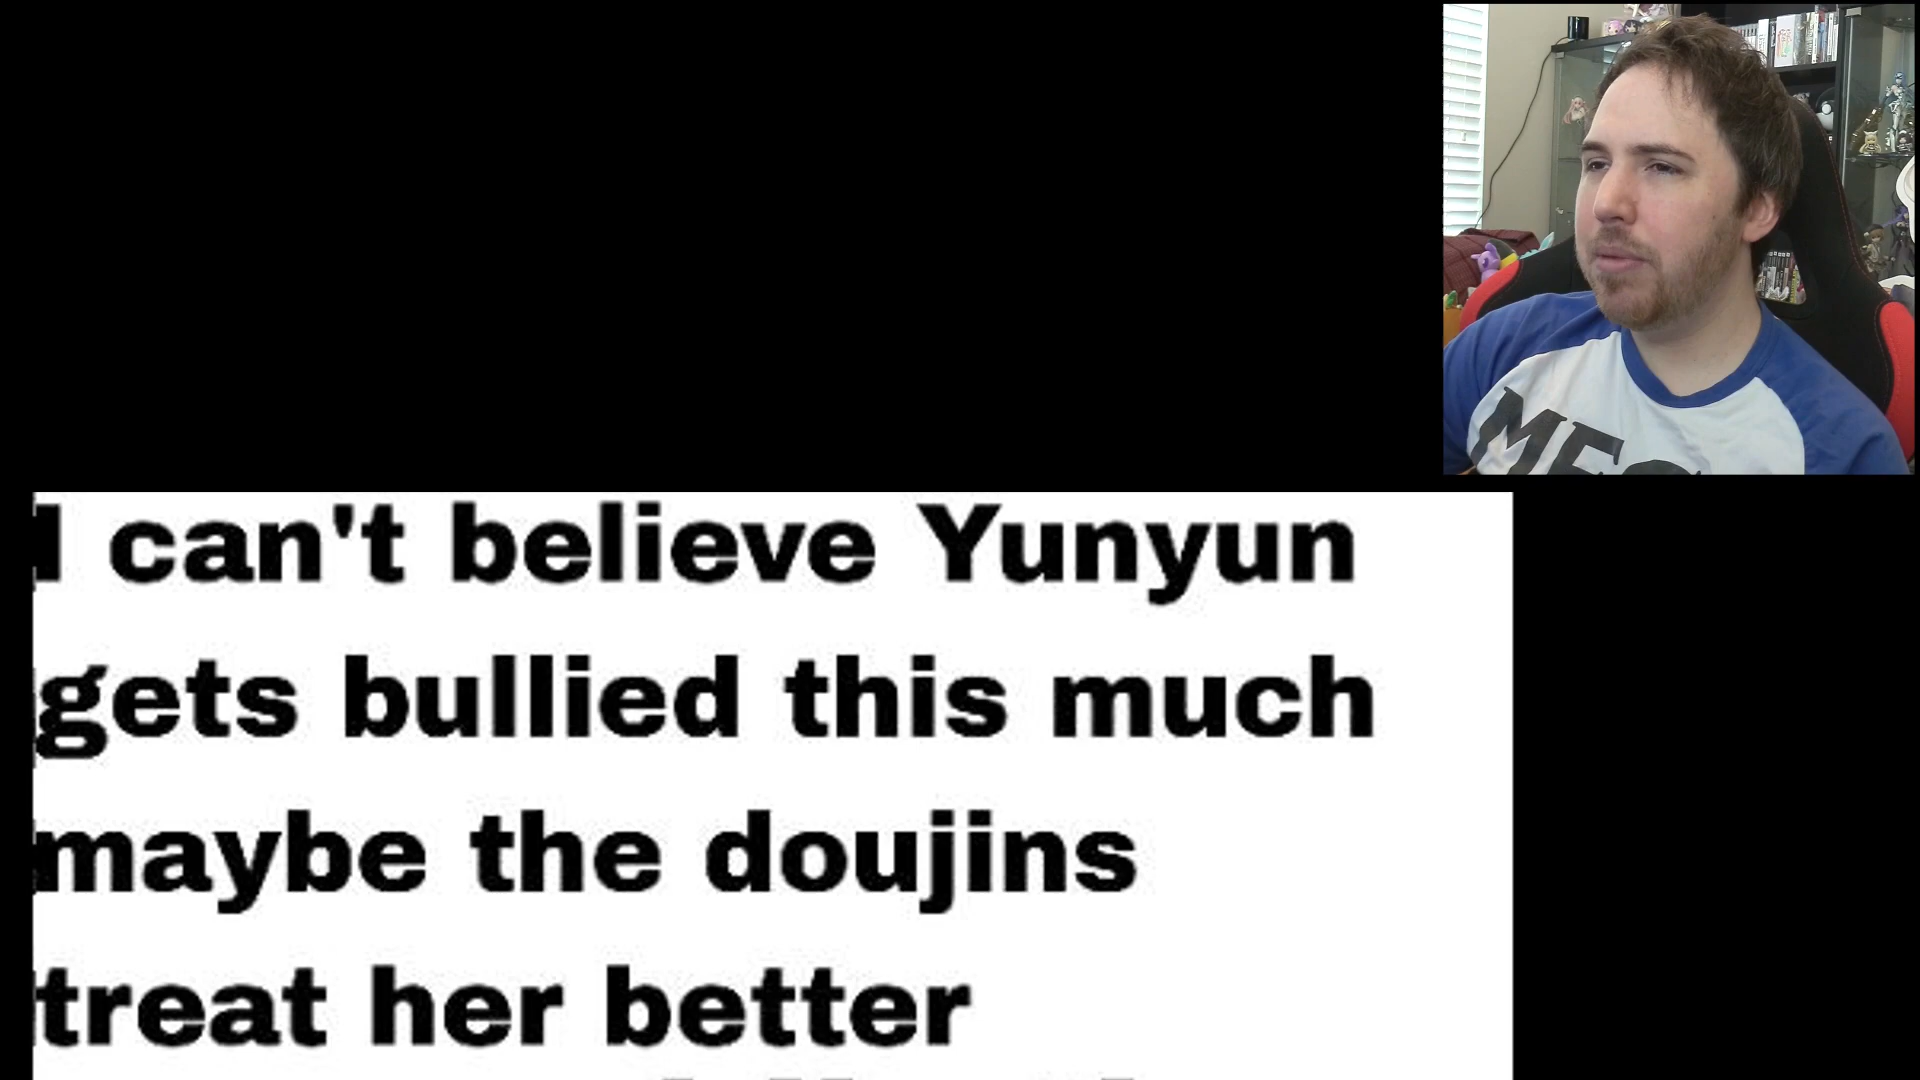 I can't believe Yunyun
gets bullied this much
maybe the doujins
treat her better